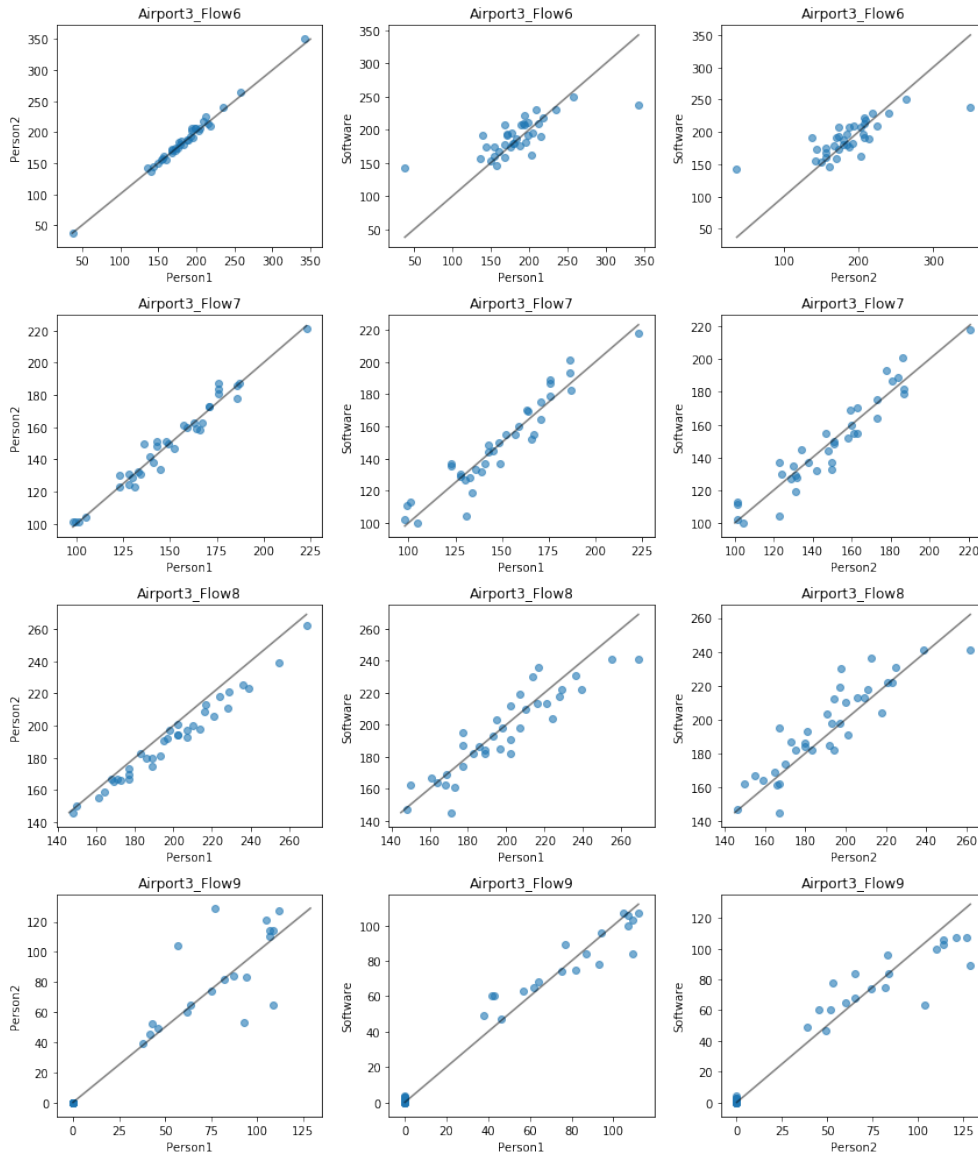 Airport3_Flow6 Airport3_Flow6 Airport3_Flow6
350 350 350
300 300 300
250 250 250
200 200 200
150 150 150
100 100 100
50 50 50
Person2 Software Software
50 100 150 200 250 300 350 50 100 150 200 250 300 350 100 200 300
Person1 Person1 Person2
Airport3_Flow7 Airport3_Flow7 Airport3_Flow7
220 220 220
200 200 200
180 180 180
160 160 160
140 140 140
120 120 120
100 100 100
Person2 Software Software
100 125 150 175 200 225 100 125 150 175 200 225 100 120 140 160 180 200 220
Person1 Person1 Person2
Airport3_Flow8 Airport3_Flow8 Airport3_Flow8
260 260 260
240 240 240
220 220 220
200 200 200
180 180 180
160 160 160
140 140 140
Person2 Software Software
140 160 180 200 220 240 260 140 160 180 200 220 240 260 140 160 180 200 220 240 260
Person1 Person1 Person2
Airport3_Flow9 Airport3_Flow9 Airport3_Flow9
120 100 120
100 80 100
80 60 80
60 40 60
40 20 40
20 0 20
0 0
Person2 Software Software
0 25 50 75 100 125 0 20 40 60 80 100 0 25 50 75 100 125
Person1 Person1 Person2